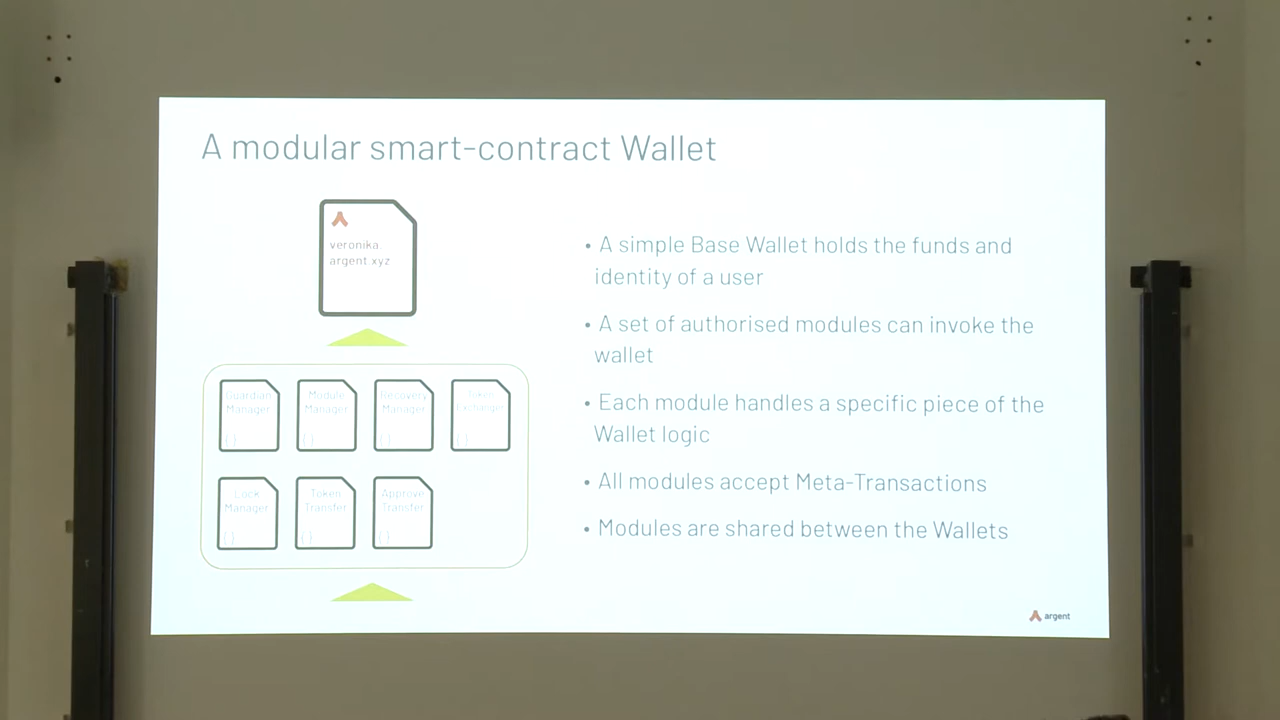 A modular smart-contract Wallet
veronika.
argent.xyz
Guardian
Manager
{}
Module
Manager
{}
Recovery
Manager
{}
Token
Exchanger
{}
Lock
Manager
{}
Token
Transfer
{}
Approve
Transfer
{}
• A simple Base Wallet holds the funds and
identity of a user
• A set of authorised modules can invoke the
wallet
• Each module handles a specific piece of the
Wallet logic
• All modules accept Meta-Transactions
• Modules are shared between the Wallets
argent